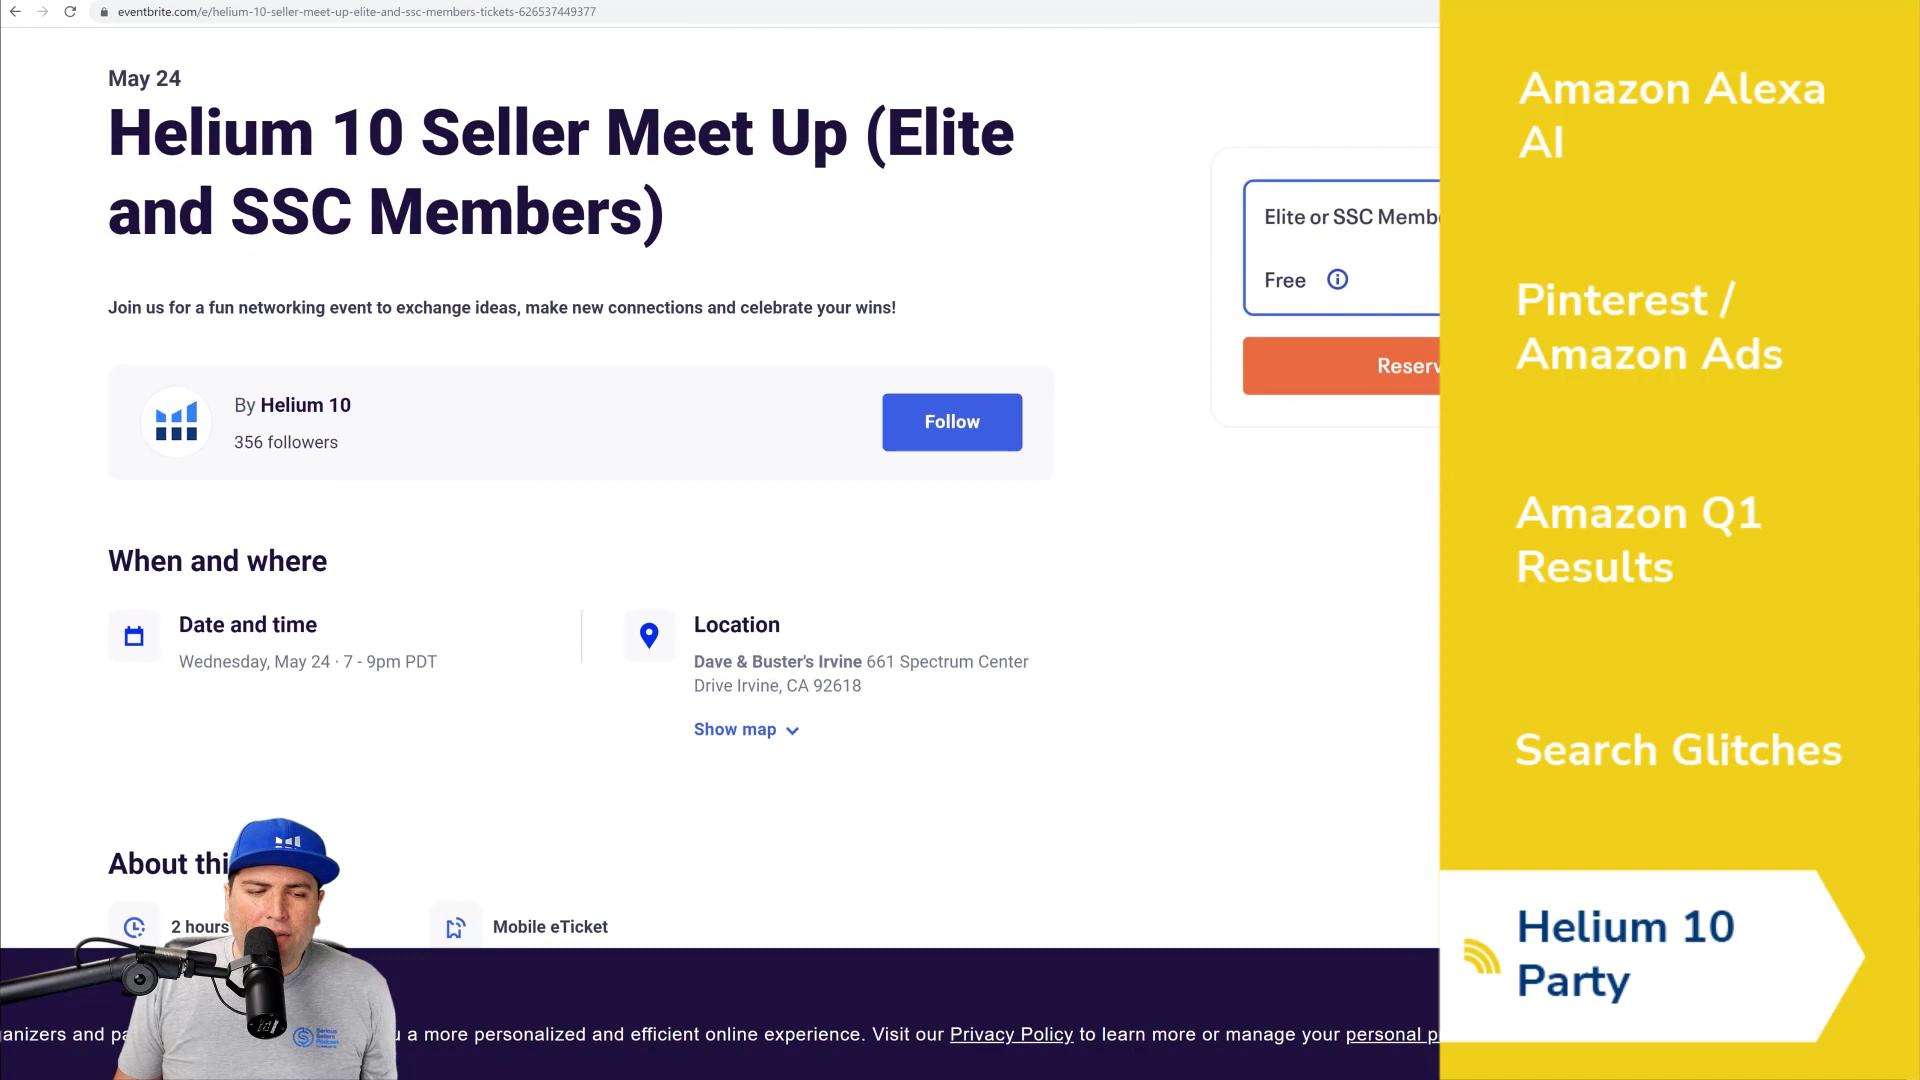 eventbrite.com/e/helium-10-seller-meet-up-elite-and-ssc-members-tickets-626537449377
May 24
Helium 10 Seller Meet Up (Elite
and SSC Members)
Join us for a fun networking event to exchange ideas, make new connections and celebrate your wins!
By Helium 10
356 followers
Follow
Elite or SSC Memb
Free
Reserv
When and where
Date and time
Wednesday, May 24 · 7 - 9pm PDT
Location
Dave & Buster's Irvine 661 Spectrum Center
Drive Irvine, CA 92618
Show map
About thi
2 hours
Mobile eTicket
ganizers and pa
u a more personalized and efficient online experience. Visit our Privacy Policy to learn more or manage your personal p
Serious
Sellers
Podcast
Amazon Alexa
AI
Pinterest /
Amazon Ads
Amazon Q1
Results
Search Glitches
Helium 10
Party